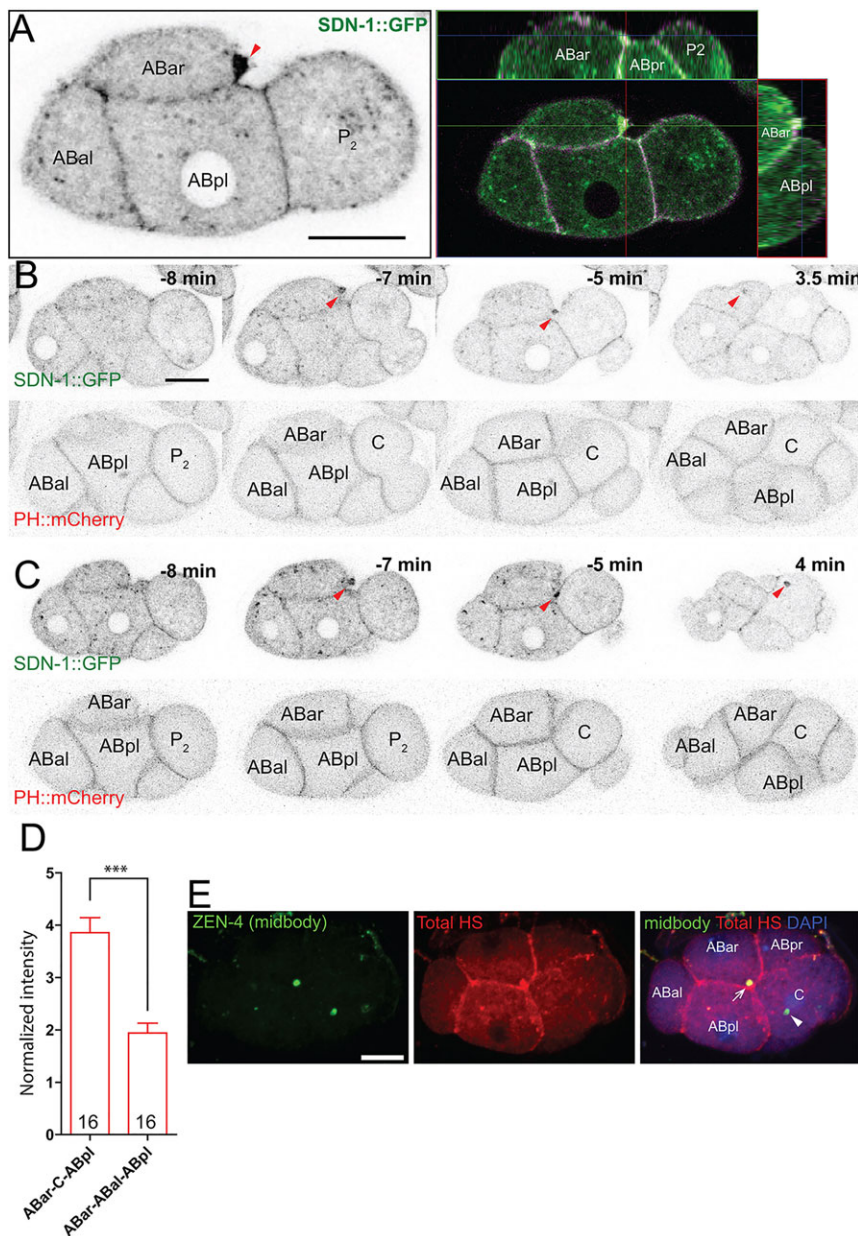 A
SDN-1::GFP
ABar
ABal
P2
ABpl
ABar
P2
ABpr
ABar
ABpl
B
-8 min
-7 min
-5 min
3.5 min
SDN-1::GFP
ABar
C
ABar
C
ABar
C
ABpl
P2
ABal
ABal
ABpl
ABal
ABpl
ABal
ABpl
PH::mCherry
C
-8 min
-7 min
-5 min
4 min
SDN-1::GFP
ABar
ABar
ABar
ABar
ABal
ABpl
P2
ABal
ABpl
P2
ABal
ABpl
C
ABal
ABpl
C
PH::mCherry
D
5
4
3
2
1
0
Normalized intensity
***
16
16
ABar-C-ABpl
ABar-ABal-ABpl
E
ZEN-4 (midbody)
Total HS
midbody Total HS DAPI
ABar
ABpr
ABal
C
ABpl